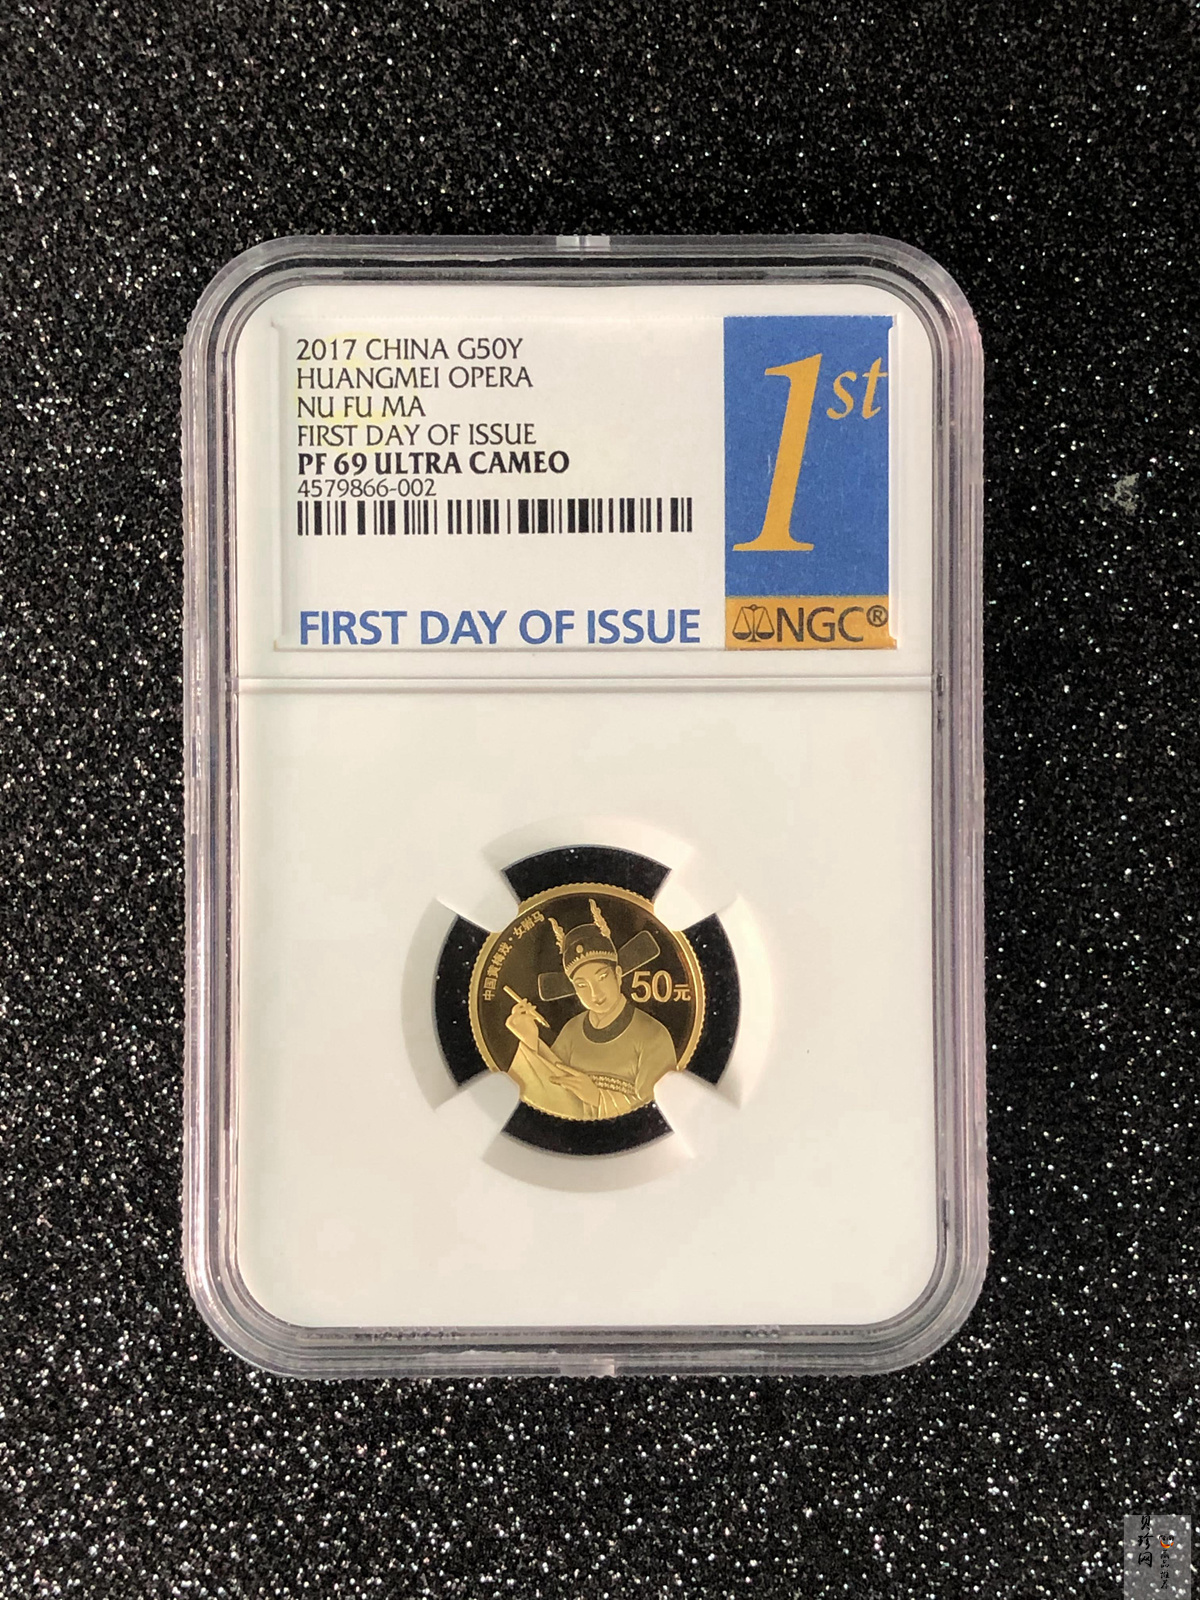 2017 CHINA G50Y
HUANGMEI OPERA
NU FU MA
FIRST DAY OF ISSUE
PF 69 ULTRA CAMEO
4579866-002
FIRST DAY OF ISSUE
1st
NGC®
中国黄梅戏·女驸马
50元